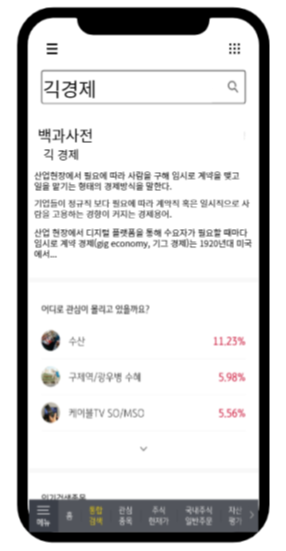 긱경제
백과사전
긱 경제
산업현장에서 필요에 따라 사람을 구해 임시로 계약을 맺고
일을 맡기는 형태의 경제방식을 말한다.
기업들이 정규직 보다 필요에 따라 계약직 혹은 일시적으로 사
람을 고용하는 경향이 커지는 경제용어.
산업 현장에서 디지털 플랫폼을 통해 수요자가 필요할 때마다
임시로 계약 경제(gig economy, 기그 경제)는 1920년대 미국
에서...
어디로 관심이 몰리고 있을까요?
수산 11.23%
구제역/광우병 수혜 5.98%
케이블TV SO/MSO 5.56%
인기검색종목
메뉴 홈 통합검색 관심종목 주식현재가 국내주식일반주문 자산평가